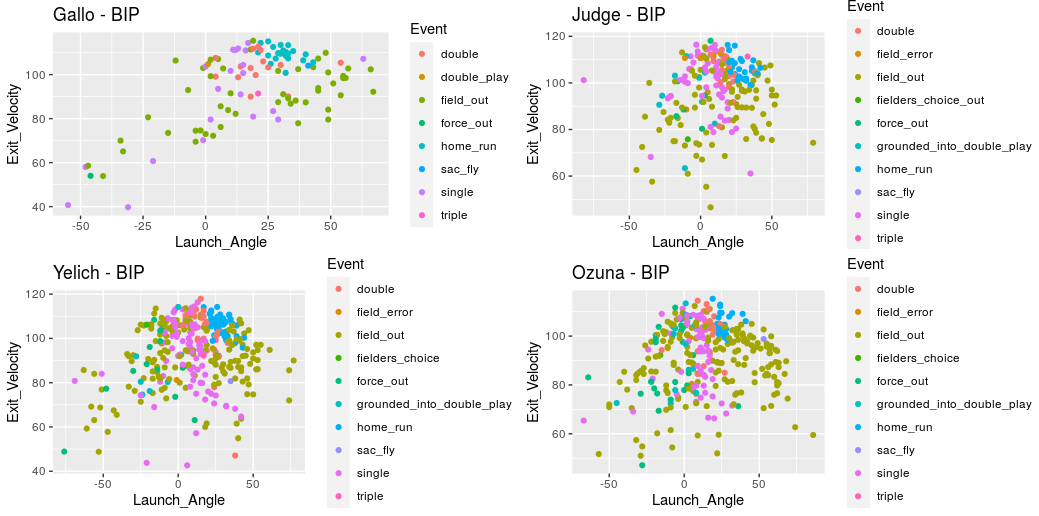 Gallo - BIP
Exit_Velocity
100
80
60
40
-50
-25
0
25
50
Launch_Angle
Event
double
double_play
field_out
force_out
home_run
sac_fly
single
triple
Judge - BIP
Exit_Velocity
120
100
80
60
-50
0
50
Launch_Angle
Event
double
field_error
field_out
fielders_choice_out
force_out
grounded_into_double_play
home_run
sac_fly
single
triple
Yelich - BIP
Exit_Velocity
120
100
80
60
40
-50
0
50
Launch_Angle
Event
double
field_error
field_out
fielders_choice
force_out
grounded_into_double_play
home_run
sac_fly
single
triple
Ozuna - BIP
Exit_Velocity
100
80
60
-50
0
50
Launch_Angle
Event
double
field_error
field_out
fielders_choice
force_out
grounded_into_double_play
home_run
sac_fly
single
triple